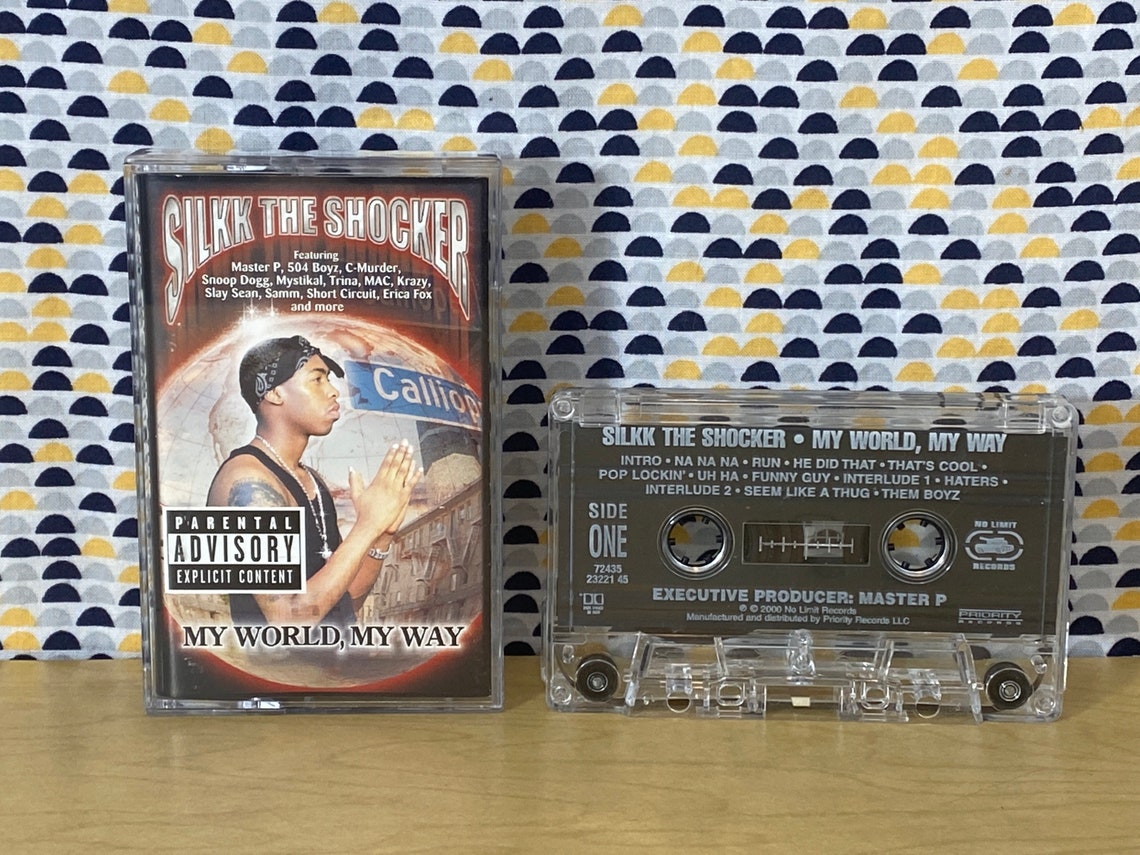 SILKK THE SHOCKER
Featuring
Master P, 504 Boyz, C-Murder,
Snoop Dogg, Mystikal, Trina, MAC, Krazy,
Slay Sean, Samm, Short Circuit, Erica Fox
and more
Calliop
PARENTAL
ADVISORY
EXPLICIT CONTENT
MY WORLD, MY WAY
SILKK THE SHOCKER • MY WORLD, MY WAY
INTRO • NA NA NA • RUN • HE DID THAT • THAT'S COOL •
POP LOCKIN' • UH HA • FUNNY GUY • INTERLUDE 1 • HATERS •
INTERLUDE 2 • SEEM LIKE A THUG • THEM BOYZ
SIDE
ONE
72435
23221 45
NO LIMIT
RECORDS
EXECUTIVE PRODUCER: MASTER P
℗ © 2000 No Limit Records
Manufactured and distributed by Priority Records LLC
PRIORITY
RECORDS